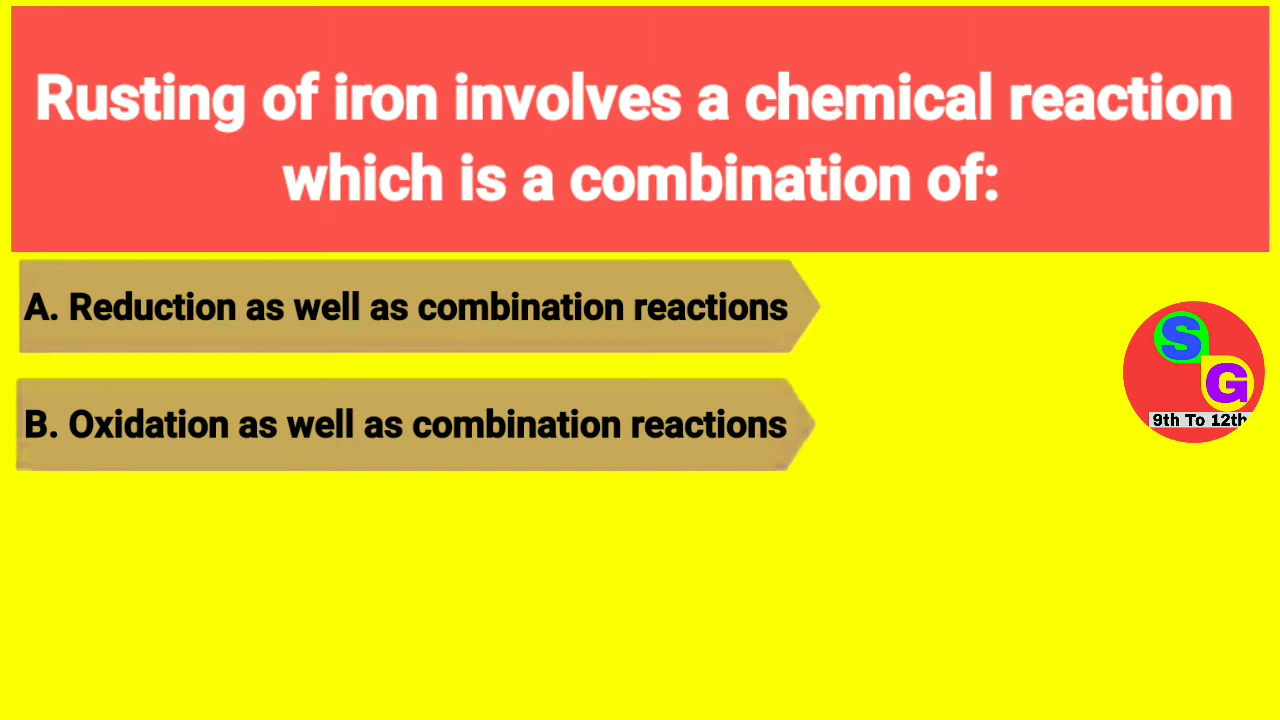 Rusting of iron involves a chemical reaction
which is a combination of:
A. Reduction as well as combination reactions
B. Oxidation as well as combination reactions
S
G
9th To 12th